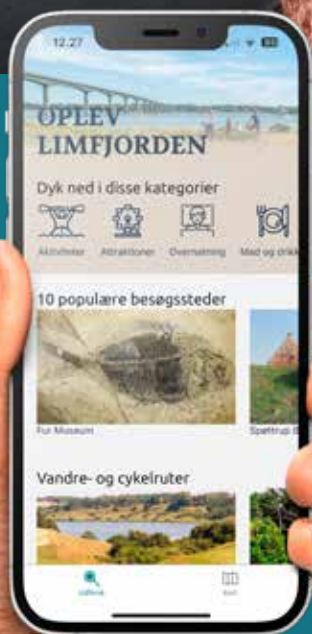 12.27
OPLEV
LIMFJORDEN
Dyk ned i disse kategorier
Aktiviteter Attraktioner Overnatning Mad og drikke
10 populære besøgssteder
Fur Museum Spøttrup B
Vandre- og cykelruter
Udforsk Kort